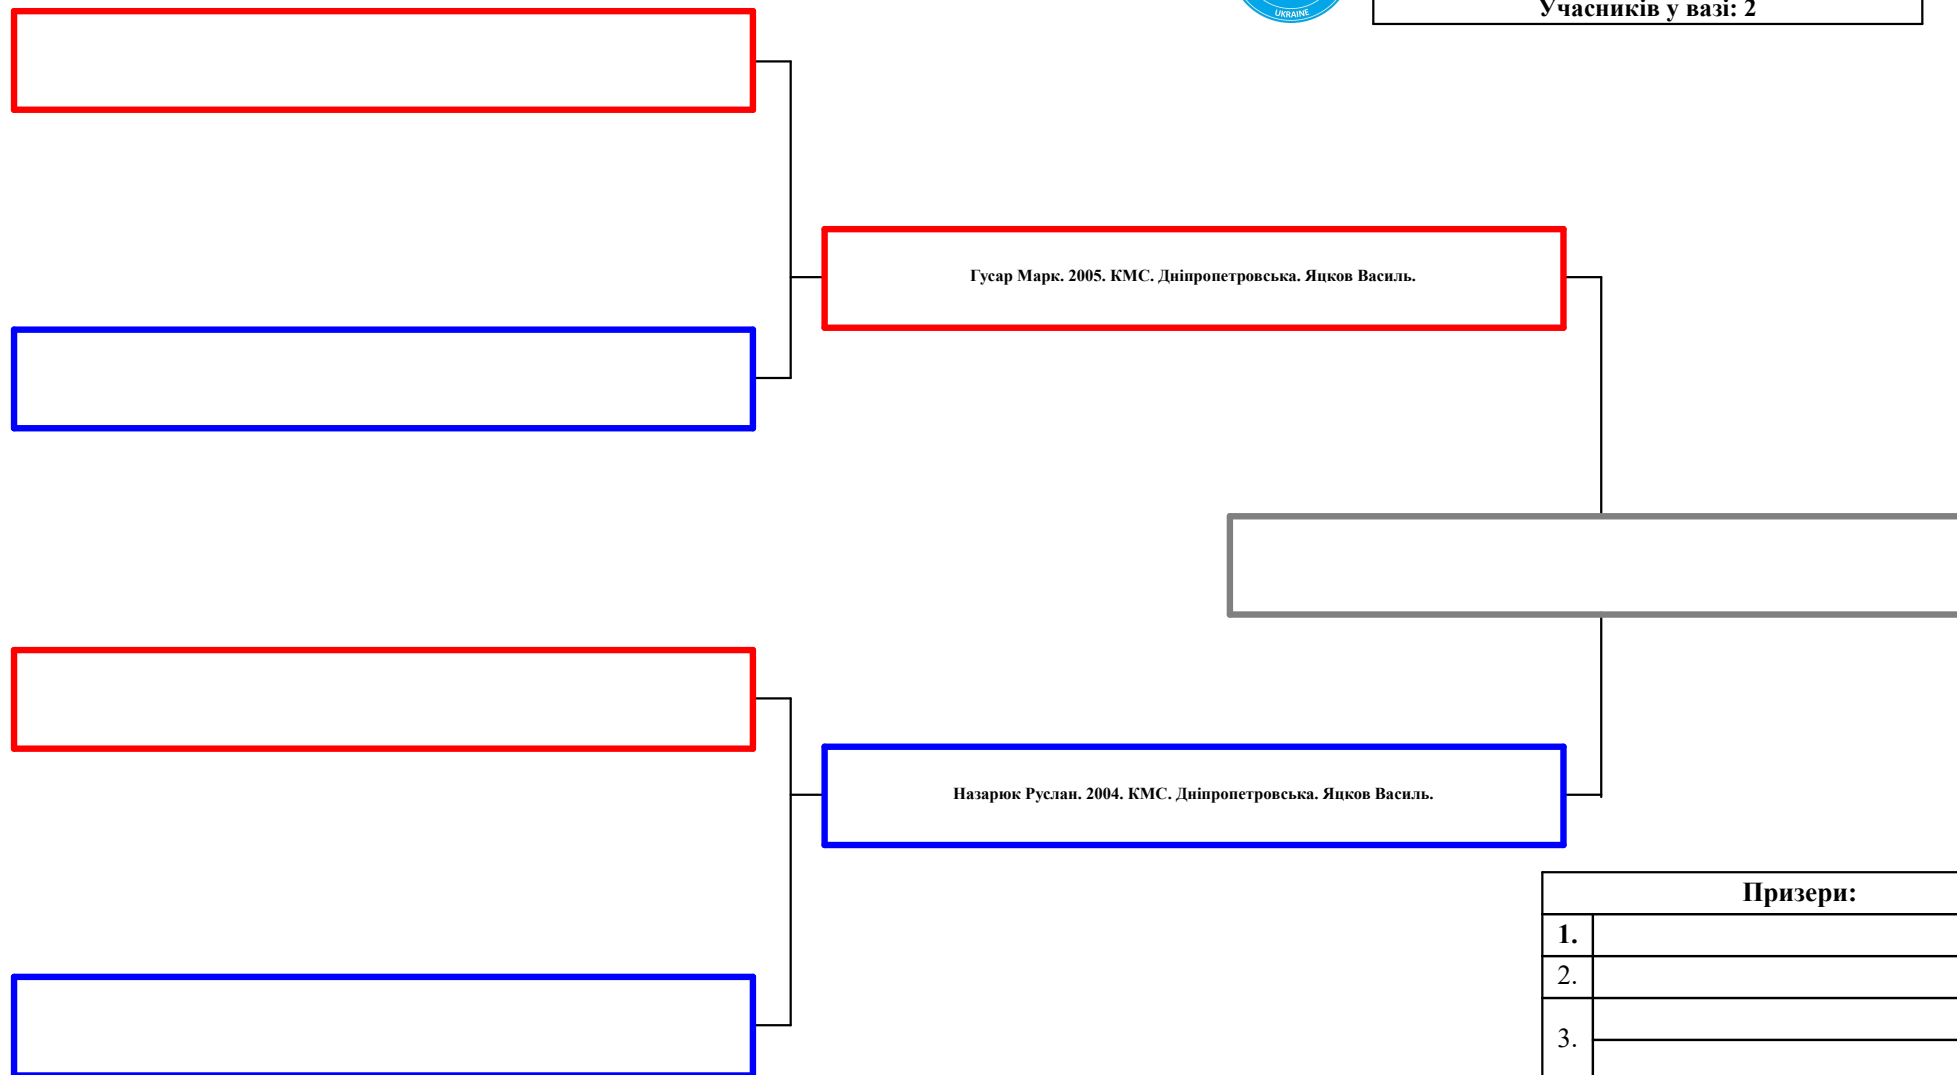 UKRAINE
Учасників у вазі: 2
Гусар Марк. 2005. КМС. Дніпропетровська. Яцков Василь.
Назарюк Руслан. 2004. КМС. Дніпропетровська. Яцков Василь.
Призери:
1.
2.
3.